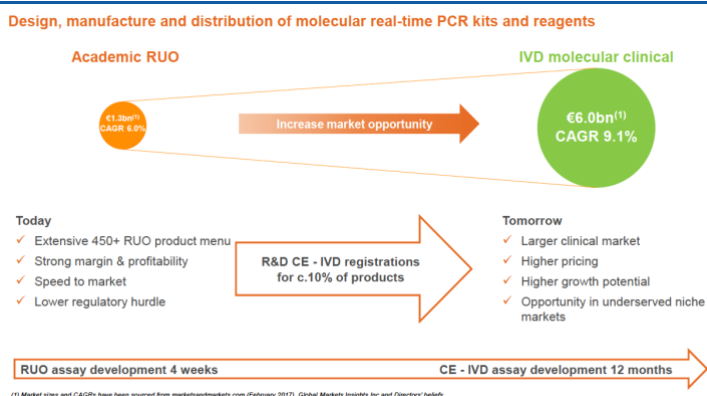 Design, manufacture and distribution of molecular real-time PCR kits and reagents
Academic RUO
IVD molecular clinical
€1.3bn(1)
CAGR 6.0%
Increase market opportunity
€6.0bn(1)
CAGR 9.1%
Today
✓ Extensive 450+ RUO product menu
✓ Strong margin & profitability
✓ Speed to market
✓ Lower regulatory hurdle
R&D CE - IVD registrations
for c.10% of products
Tomorrow
✓ Larger clinical market
✓ Higher pricing
✓ Higher growth potential
✓ Opportunity in underserved niche
markets
RUO assay development 4 weeks
CE - IVD assay development 12 months
(1) Market sizes and CAGRs have been sourced from marketsandmarkets.com (February 2017), Global Markets Insights Inc and Directors' beliefs